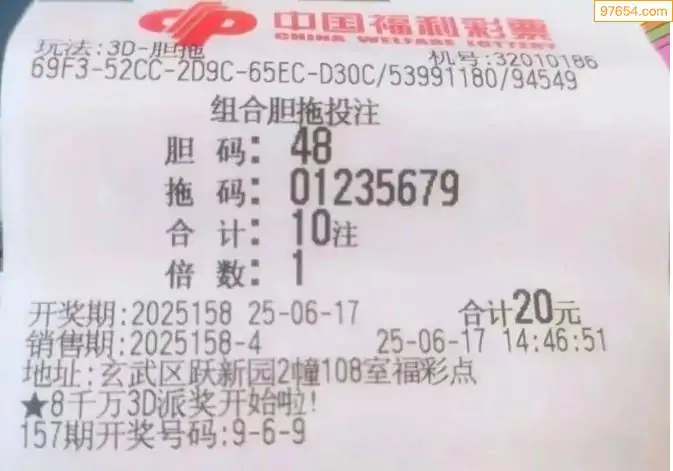 97654.com
中国福利彩票
CHINA WELFARE LOTTERY
玩法:3D-胆拖 机号:32010186
69F3-52CC-2D9C-65EC-D30C/53991180/94549
组合胆拖投注
胆 码: 48
拖 码: 01235679
合 计: 10注
倍 数: 1
开奖期:2025158 25-06-17 合计20元
销售期:2025158-4 25-06-17 14:46:51
地址:玄武区跃新园2幢108室福彩点
★8千万3D派奖开始啦!
157期开奖号码:9-6-9